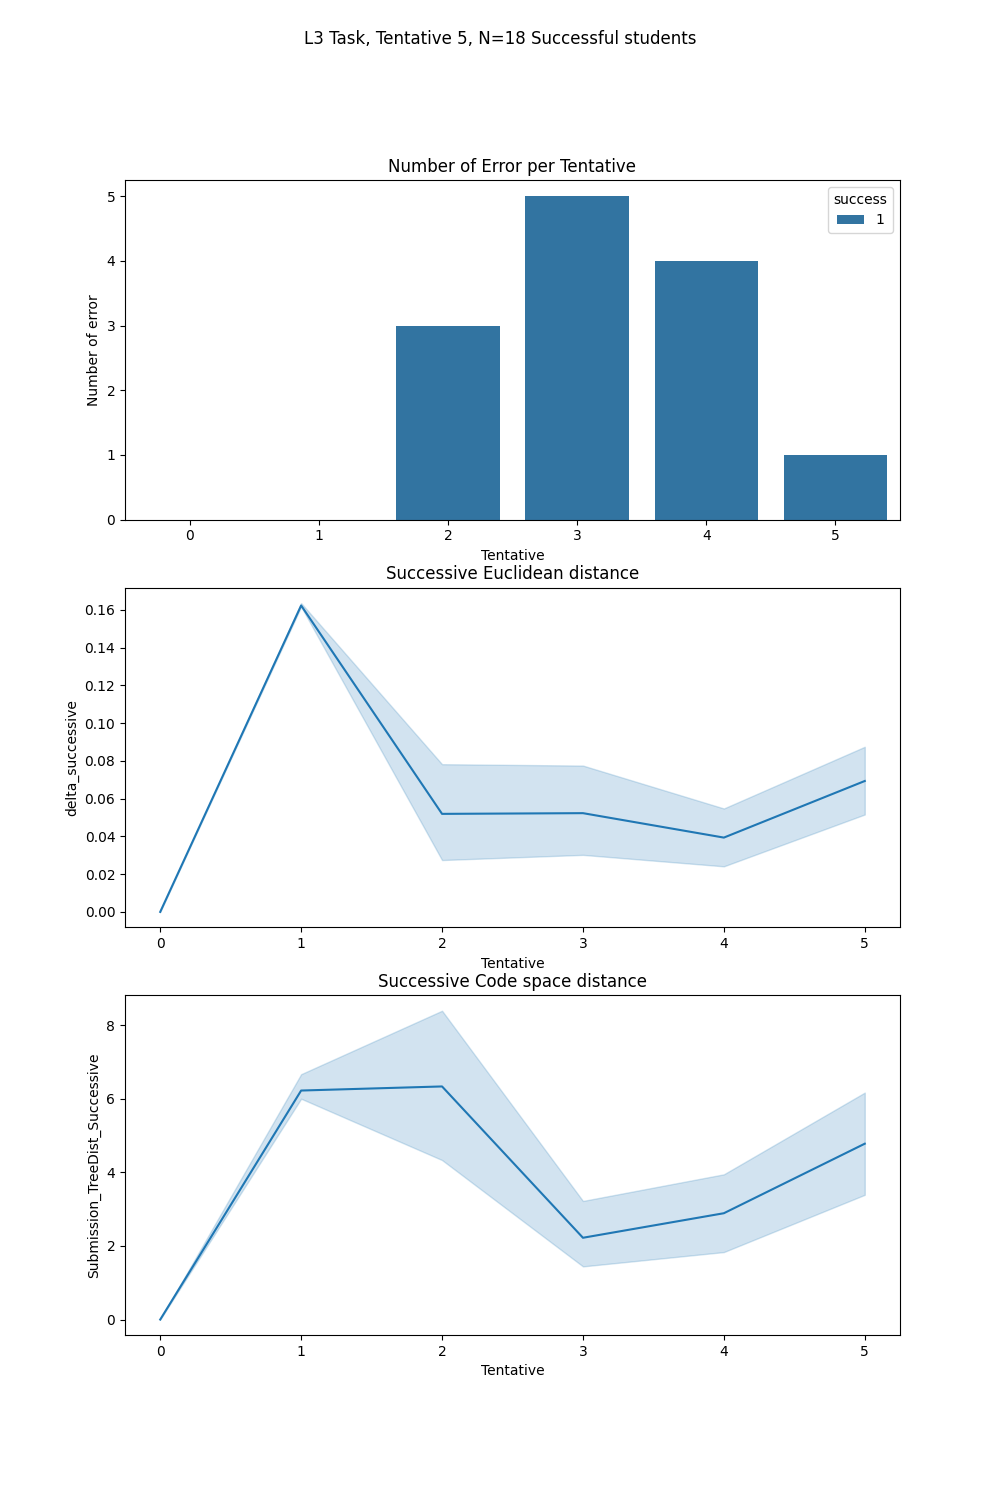 L3 Task, Tentative 5, N=18 Successful students
Number of Error per Tentative
success
1
Number of error
5
4
3
2
1
0
0 1 2 3 4 5
Tentative
Successive Euclidean distance
delta_successive
0.16
0.14
0.12
0.10
0.08
0.06
0.04
0.02
0.00
0 1 2 3 4 5
Tentative
Successive Code space distance
Submission_TreeDist_Successive
8
6
4
2
0
0 1 2 3 4 5
Tentative